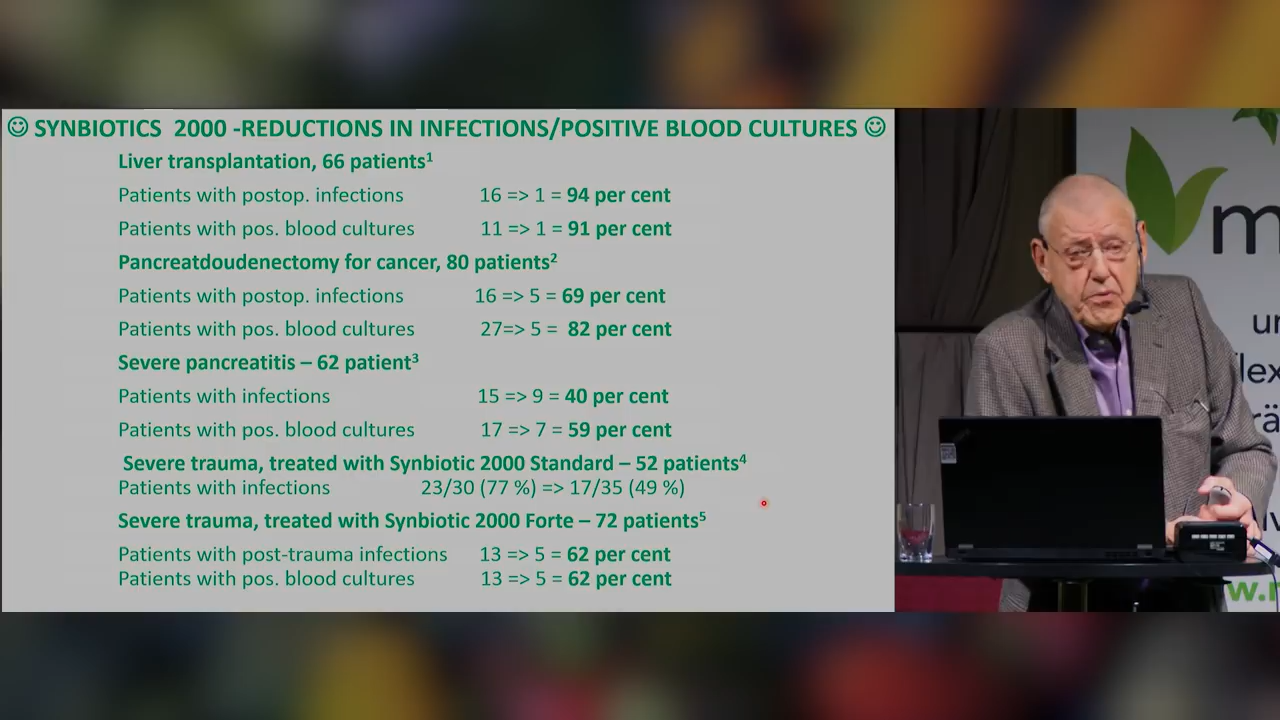 ☺ SYNBIOTICS 2000 -REDUCTIONS IN INFECTIONS/POSITIVE BLOOD CULTURES ☺
Liver transplantation, 66 patients¹
Patients with postop. infections 16 => 1 = 94 per cent
Patients with pos. blood cultures 11 => 1 = 91 per cent
Pancreatdoudenectomy for cancer, 80 patients²
Patients with postop. infections 16 => 5 = 69 per cent
Patients with pos. blood cultures 27=> 5 = 82 per cent
Severe pancreatitis – 62 patient³
Patients with infections 15 => 9 = 40 per cent
Patients with pos. blood cultures 17 => 7 = 59 per cent
Severe trauma, treated with Synbiotic 2000 Standard – 52 patients⁴
Patients with infections 23/30 (77 %) => 17/35 (49 %)
Severe trauma, treated with Synbiotic 2000 Forte – 72 patients⁵
Patients with post-trauma infections 13 => 5 = 62 per cent
Patients with pos. blood cultures 13 => 5 = 62 per cent